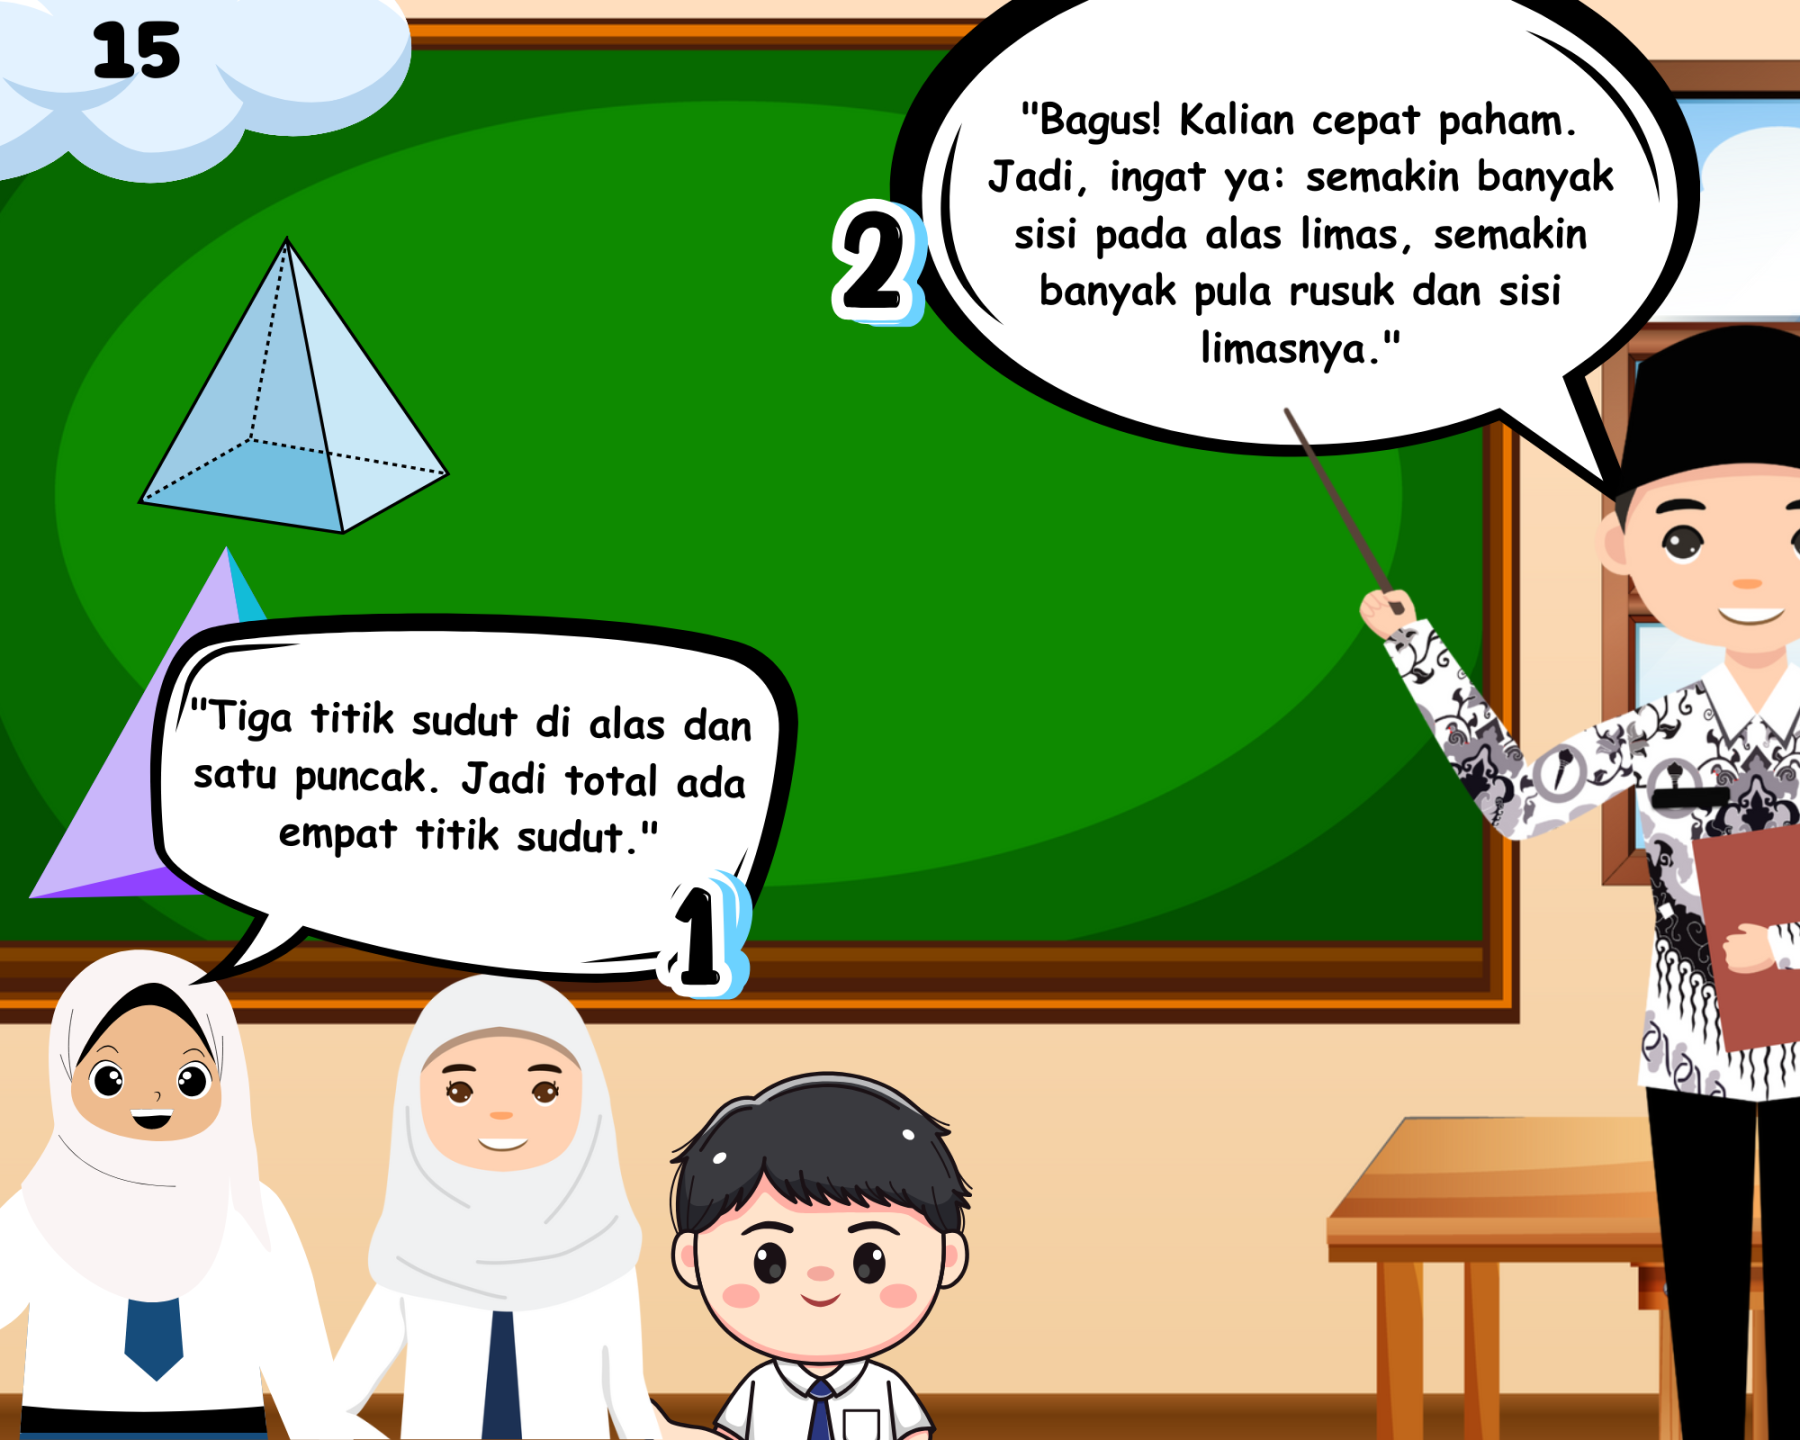 15
1
"Tiga titik sudut di alas dan
satu puncak. Jadi total ada
empat titik sudut."
2
"Bagus! Kalian cepat paham.
Jadi, ingat ya: semakin banyak
sisi pada alas limas, semakin
banyak pula rusuk dan sisi
limasnya."